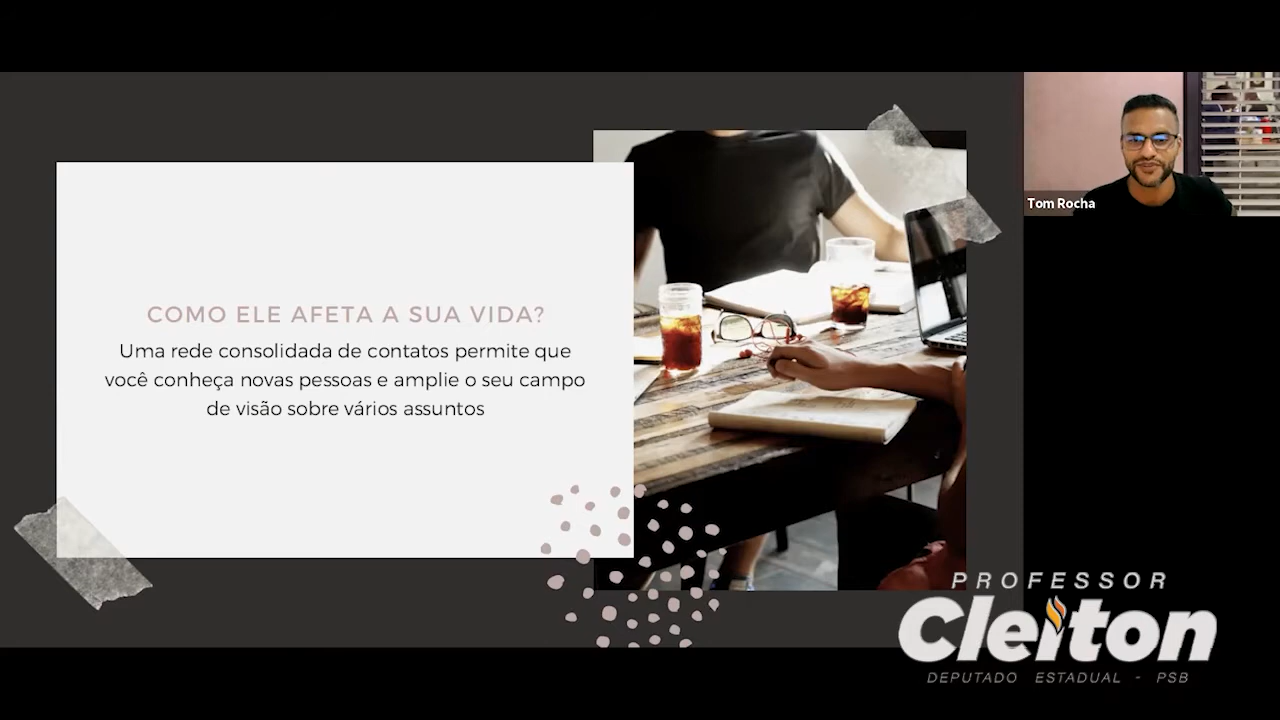 COMO ELE AFETA A SUA VIDA?
Uma rede consolidada de contatos permite que
você conheça novas pessoas e amplie o seu campo
de visão sobre vários assuntos
Tom Rocha
PROFESSOR
Cleiton
DEPUTADO ESTADUAL - PSB